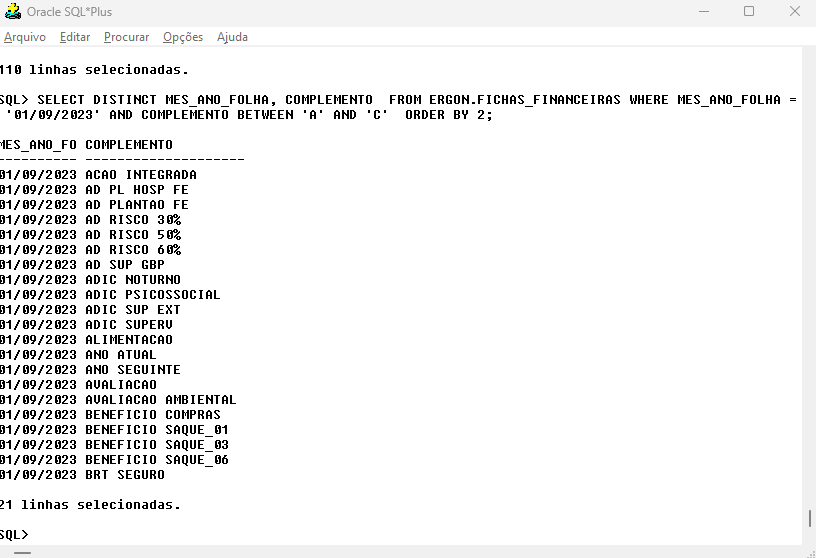 Oracle SQL*Plus
Arquivo Editar Procurar Opções Ajuda
110 linhas selecionadas.
SQL> SELECT DISTINCT MES_ANO_FOLHA, COMPLEMENTO  FROM ERGON.FICHAS_FINANCEIRAS WHERE MES_ANO_FOLHA =
'01/09/2023' AND COMPLEMENTO BETWEEN 'A' AND 'C'  ORDER BY 2;
MES_ANO_FO COMPLEMENTO
---------- --------------------
01/09/2023 ACAO INTEGRADA
01/09/2023 AD PL HOSP FE
01/09/2023 AD PLANTAO FE
01/09/2023 AD RISCO 30%
01/09/2023 AD RISCO 50%
01/09/2023 AD RISCO 60%
01/09/2023 AD SUP GBP
01/09/2023 ADIC NOTURNO
01/09/2023 ADIC PSICOSSOCIAL
01/09/2023 ADIC SUP EXT
01/09/2023 ADIC SUPERV
01/09/2023 ALIMENTACAO
01/09/2023 ANO ATUAL
01/09/2023 ANO SEGUINTE
01/09/2023 AVALIACAO
01/09/2023 AVALIACAO AMBIENTAL
01/09/2023 BENEFICIO COMPRAS
01/09/2023 BENEFICIO SAQUE_01
01/09/2023 BENEFICIO SAQUE_03
01/09/2023 BENEFICIO SAQUE_06
01/09/2023 BRT SEGURO
21 linhas selecionadas.
SQL>